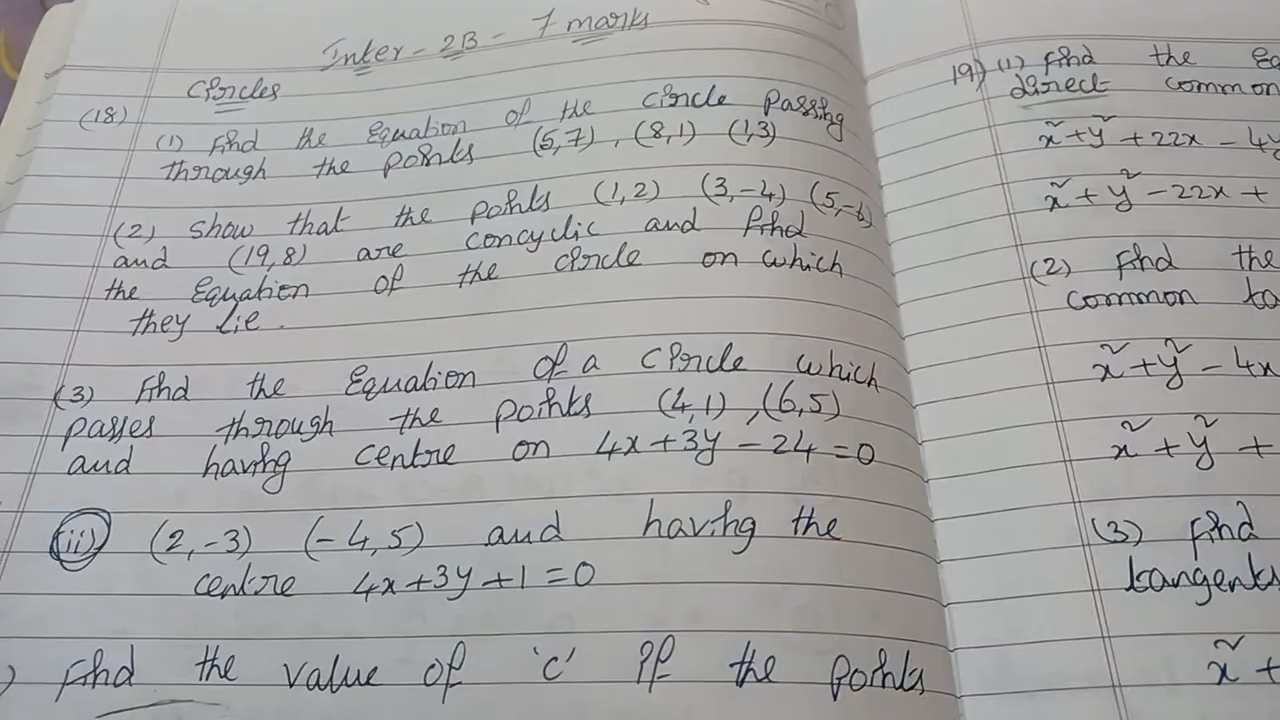 Inter - 2B - 7 marks
Circles
(18)
(1) Find the Equation of the circle passing
through the points (5,7), (8,1) (1,3)
(2) Show that the points (1,2) (3,-4) (5,-6)
and (19,8) are concyclic and find
the Equation of the circle on which
they lie.
(3) Find the Equation of a circle which
passes through the points (4,1), (6,5)
and having centre on 4x+3y-24=0
(ii) (2,-3) (-4,5) and having the
centre 4x+3y+1=0
) Find the value of 'c' if the points
19) (1) Find the Eq
direct common
x²+y²+22x-4y
x²+y²-22x+
(2) Find the
common ta
x²+y²-4x
x²+y²+
(3) Find
tangents
x²+